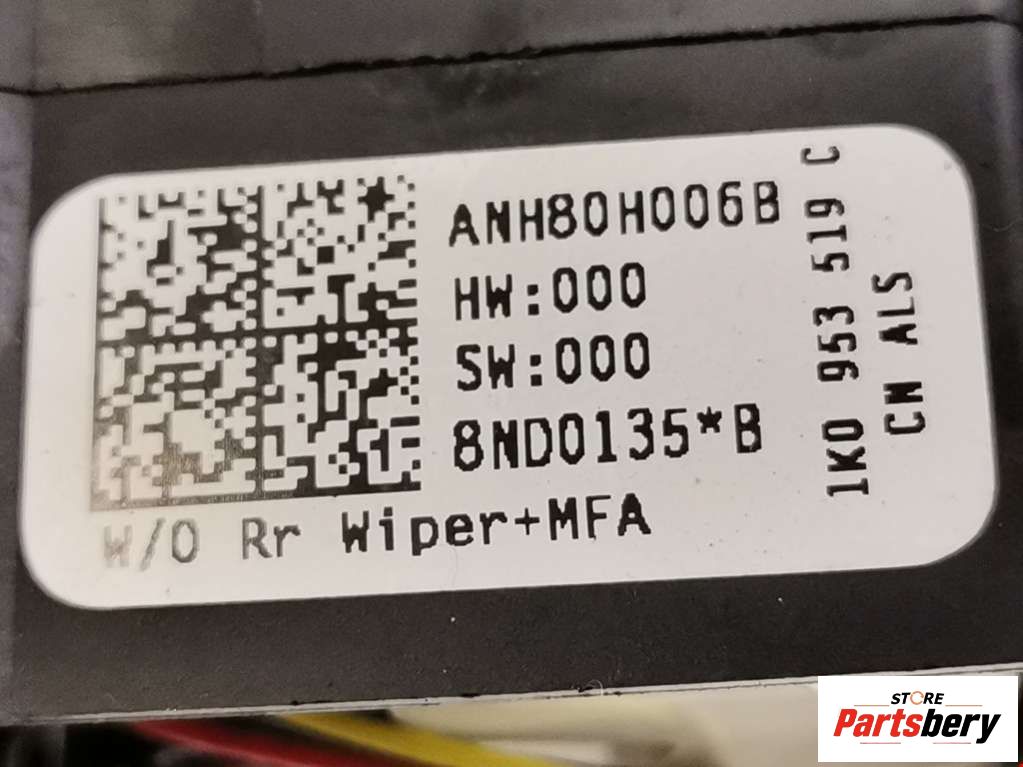 ANH80H006B
HW:000
SW:000
8ND0135*B
W/O Rr Wiper+MFA
1K0 953 519 C
CN ALS
STORE
Partsbery